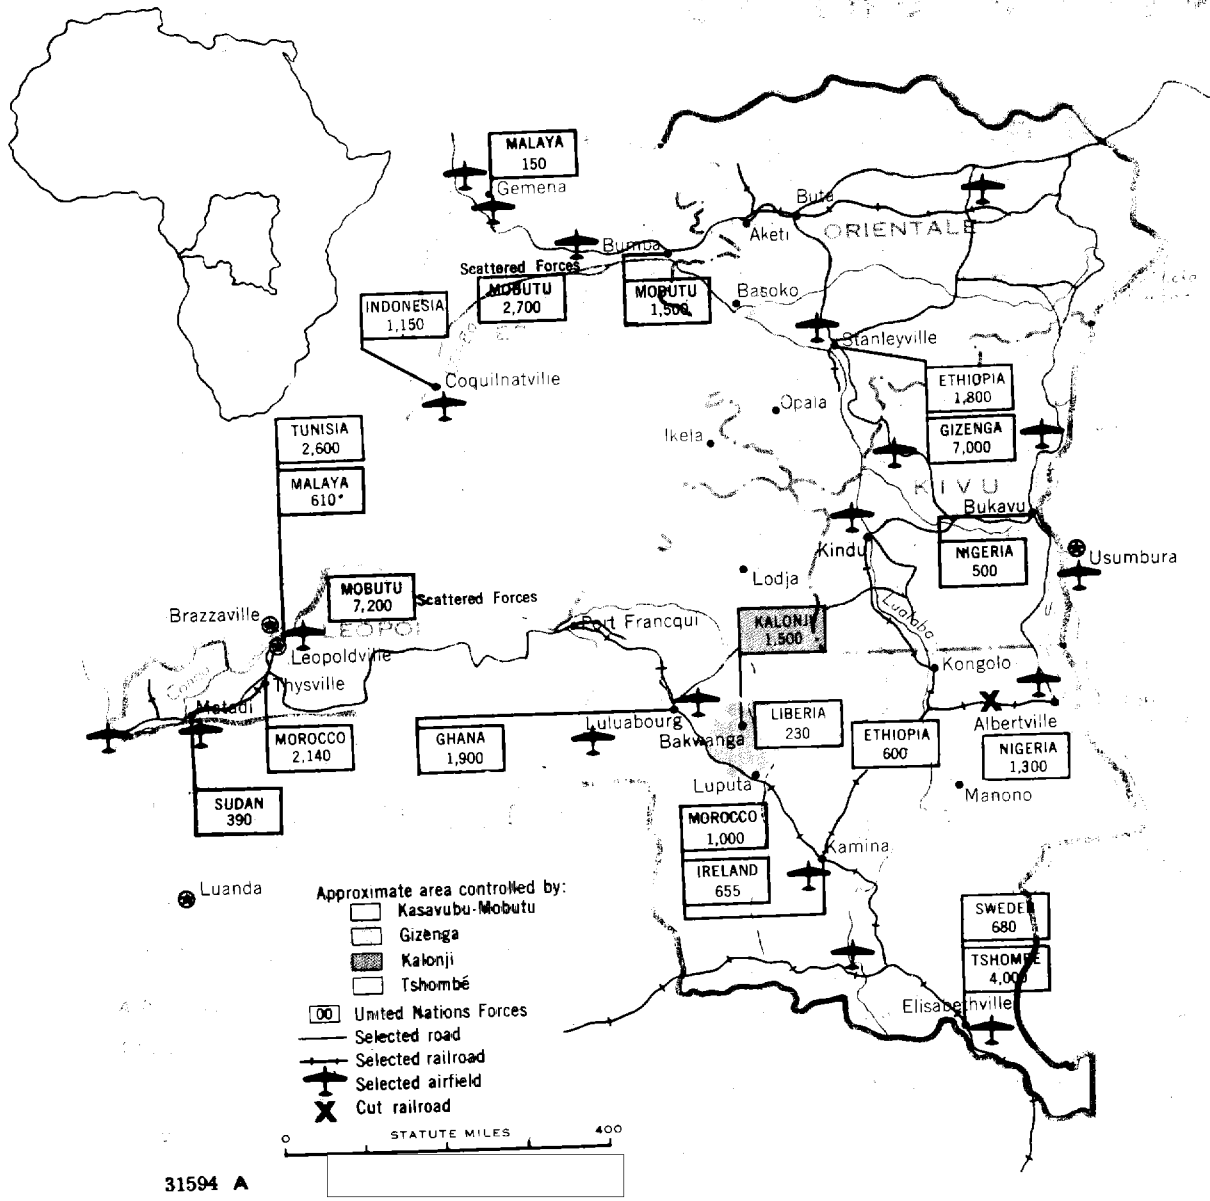 MALAYA
150
Gemena
Bumba
Scattered Forces
MOBUTU
2,700
MOBUTU
1,500
INDONESIA
1,150
Coquilnatville
Aketi
Buta
ORIENTALE
Basoko
Stanleyville
ETHIOPIA
1,800
GIZENGA
7,000
Opala
Ikela
TUNISIA
2,600
MALAYA
610*
KIVU
Bukavu
Kindu
NIGERIA
500
Usumbura
Lodja
MOBUTU
7,200
Scattered Forces
Brazzaville
LEOPOL
Leopoldville
Port Francqui
KALONJI
1,500
Lualaba
Kongolo
Congo
Thysville
Matadi
Luluabourg
Bakwanga
LIBERIA
230
ETHIOPIA
600
Albertville
NIGERIA
1,300
MOROCCO
2,140
GHANA
1,900
SUDAN
390
Luputa
Manono
MOROCCO
1,000
IRELAND
655
Kamina
Luanda
SWEDEN
680
TSHOMBE
4,000
Elisabethville
Approximate area controlled by:
Kasavubu-Mobutu
Gizenga
Kalonji
Tshombé
00 United Nations Forces
Selected road
Selected railroad
Selected airfield
Cut railroad
0 STATUTE MILES 400
31594 A